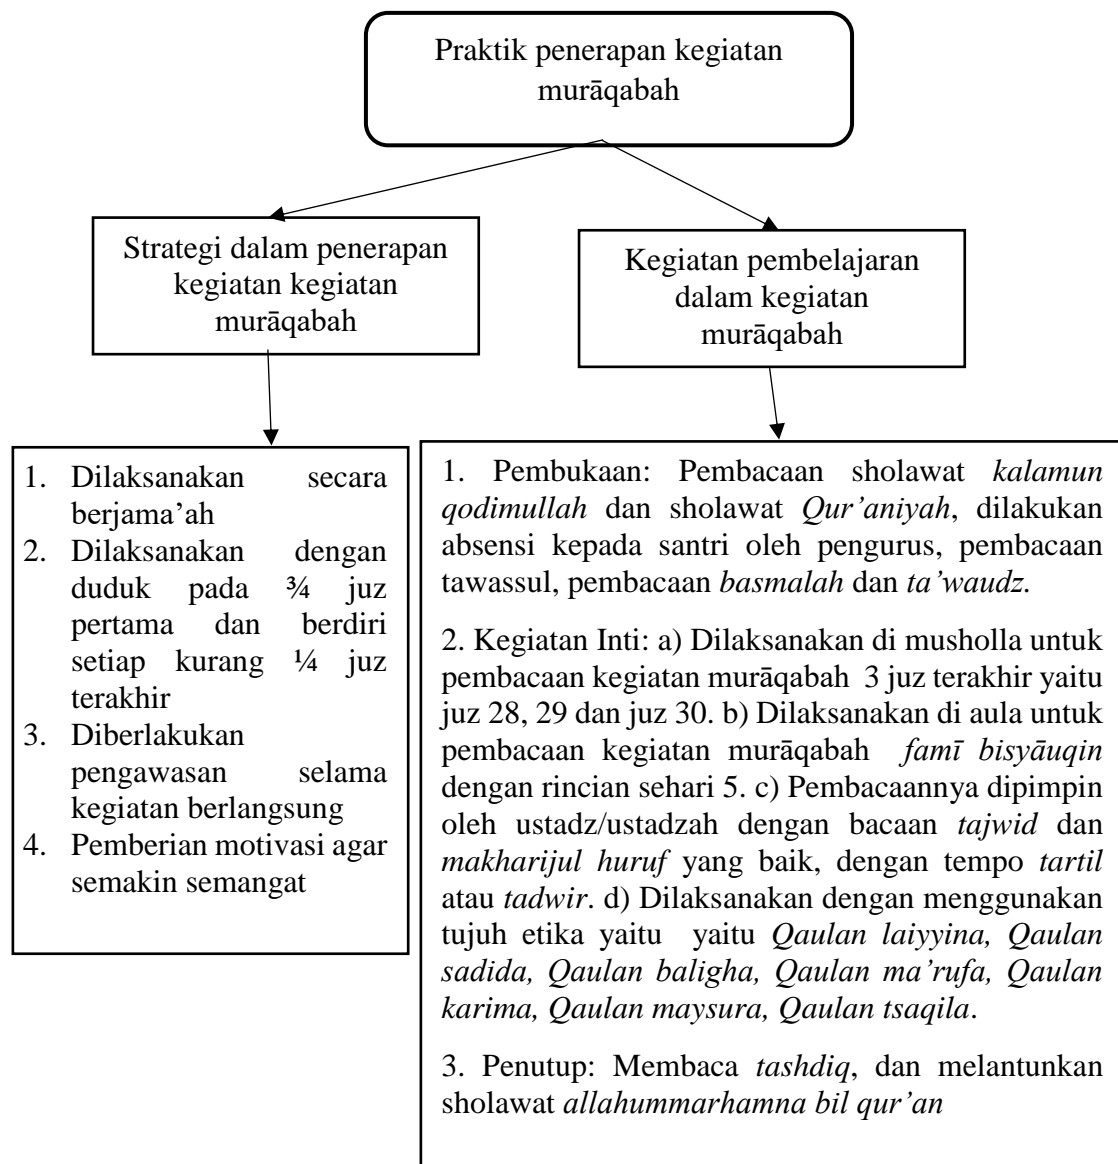 Praktik penerapan kegiatan
murāqabah
Strategi dalam penerapan
kegiatan kegiatan
murāqabah
Kegiatan pembelajaran
dalam kegiatan
murāqabah
1. Dilaksanakan secara
berjama’ah
2. Dilaksanakan dengan
duduk pada ¾ juz
pertama dan berdiri
setiap kurang ¼ juz
terakhir
3. Diberlakukan
pengawasan selama
kegiatan berlangsung
4. Pemberian motivasi agar
semakin semangat
1. Pembukaan: Pembacaan sholawat kalamun
qodimullah dan sholawat Qur’aniyah, dilakukan
absensi kepada santri oleh pengurus, pembacaan
tawassul, pembacaan basmalah dan ta’waudz.
2. Kegiatan Inti: a) Dilaksanakan di musholla untuk
pembacaan kegiatan murāqabah 3 juz terakhir yaitu
juz 28, 29 dan juz 30. b) Dilaksanakan di aula untuk
pembacaan kegiatan murāqabah famī bisyāuqin
dengan rincian sehari 5. c) Pembacaannya dipimpin
oleh ustadz/ustadzah dengan bacaan tajwid dan
makharijul huruf yang baik, dengan tempo tartil
atau tadwir. d) Dilaksanakan dengan menggunakan
tujuh etika yaitu yaitu Qaulan laiyyina, Qaulan
sadida, Qaulan baligha, Qaulan ma’rufa, Qaulan
karima, Qaulan maysura, Qaulan tsaqila.
3. Penutup: Membaca tashdiq, dan melantunkan
sholawat allahummarhamna bil qur’an